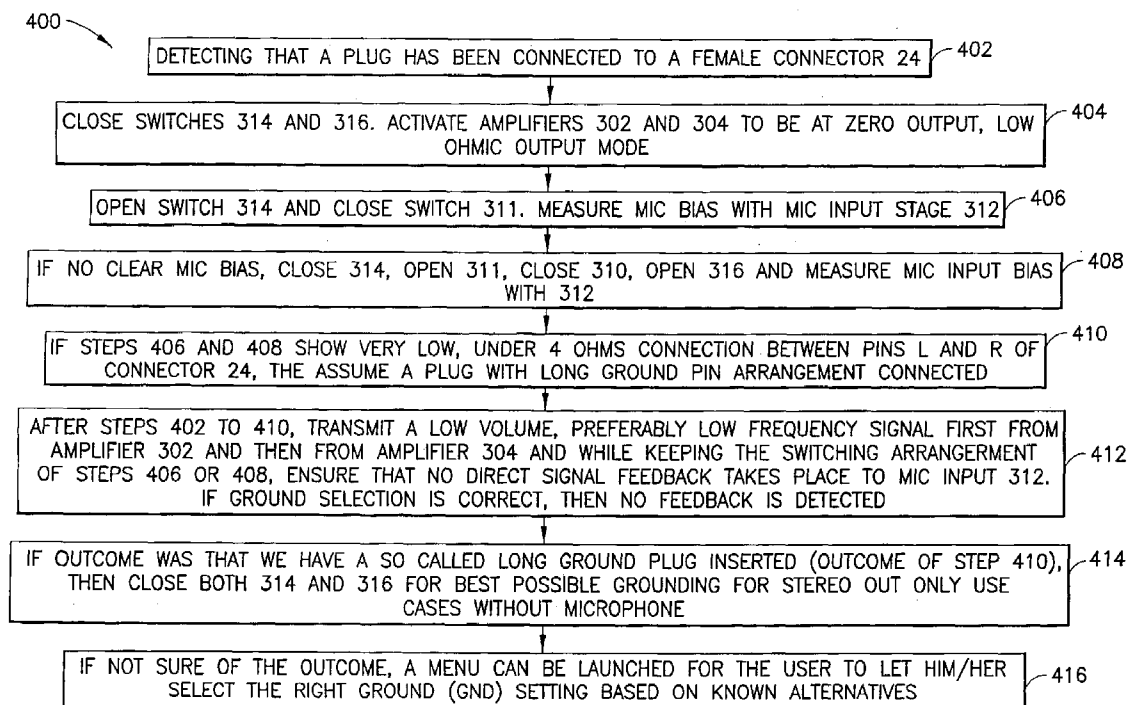 400
DETECTING THAT A PLUG HAS BEEN CONNECTED TO A FEMALE CONNECTOR 24
402
CLOSE SWITCHES 314 AND 316. ACTIVATE AMPLIFIERS 302 AND 304 TO BE AT ZERO OUTPUT, LOW
OHMIC OUTPUT MODE
404
OPEN SWITCH 314 AND CLOSE SWITCH 311. MEASURE MIC BIAS WITH MIC INPUT STAGE 312
406
IF NO CLEAR MIC BIAS, CLOSE 314, OPEN 311, CLOSE 310, OPEN 316 AND MEASURE MIC INPUT BIAS
WITH 312
408
IF STEPS 406 AND 408 SHOW VERY LOW, UNDER 4 OHMS CONNECTION BETWEEN PINS L AND R OF
CONNECTOR 24, THE ASSUME A PLUG WITH LONG GROUND PIN ARRANGEMENT CONNECTED
410
AFTER STEPS 402 TO 410, TRANSMIT A LOW VOLUME, PREFERABLY LOW FREQUENCY SIGNAL FIRST FROM
AMPLIFIER 302 AND THEN FROM AMPLIFIER 304 AND WHILE KEEPING THE SWITCHING ARRANGERMENT
OF STEPS 406 OR 408, ENSURE THAT NO DIRECT SIGNAL FEEDBACK TAKES PLACE TO MIC INPUT 312.
IF GROUND SELECTION IS CORRECT, THEN NO FEEDBACK IS DETECTED
412
IF OUTCOME WAS THAT WE HAVE A SO CALLED LONG GROUND PLUG INSERTED (OUTCOME OF STEP 410),
THEN CLOSE BOTH 314 AND 316 FOR BEST POSSIBLE GROUNDING FOR STEREO OUT ONLY USE
CASES WITHOUT MICROPHONE
414
IF NOT SURE OF THE OUTCOME, A MENU CAN BE LAUNCHED FOR THE USER TO LET HIM/HER
SELECT THE RIGHT GROUND (GND) SETTING BASED ON KNOWN ALTERNATIVES
416